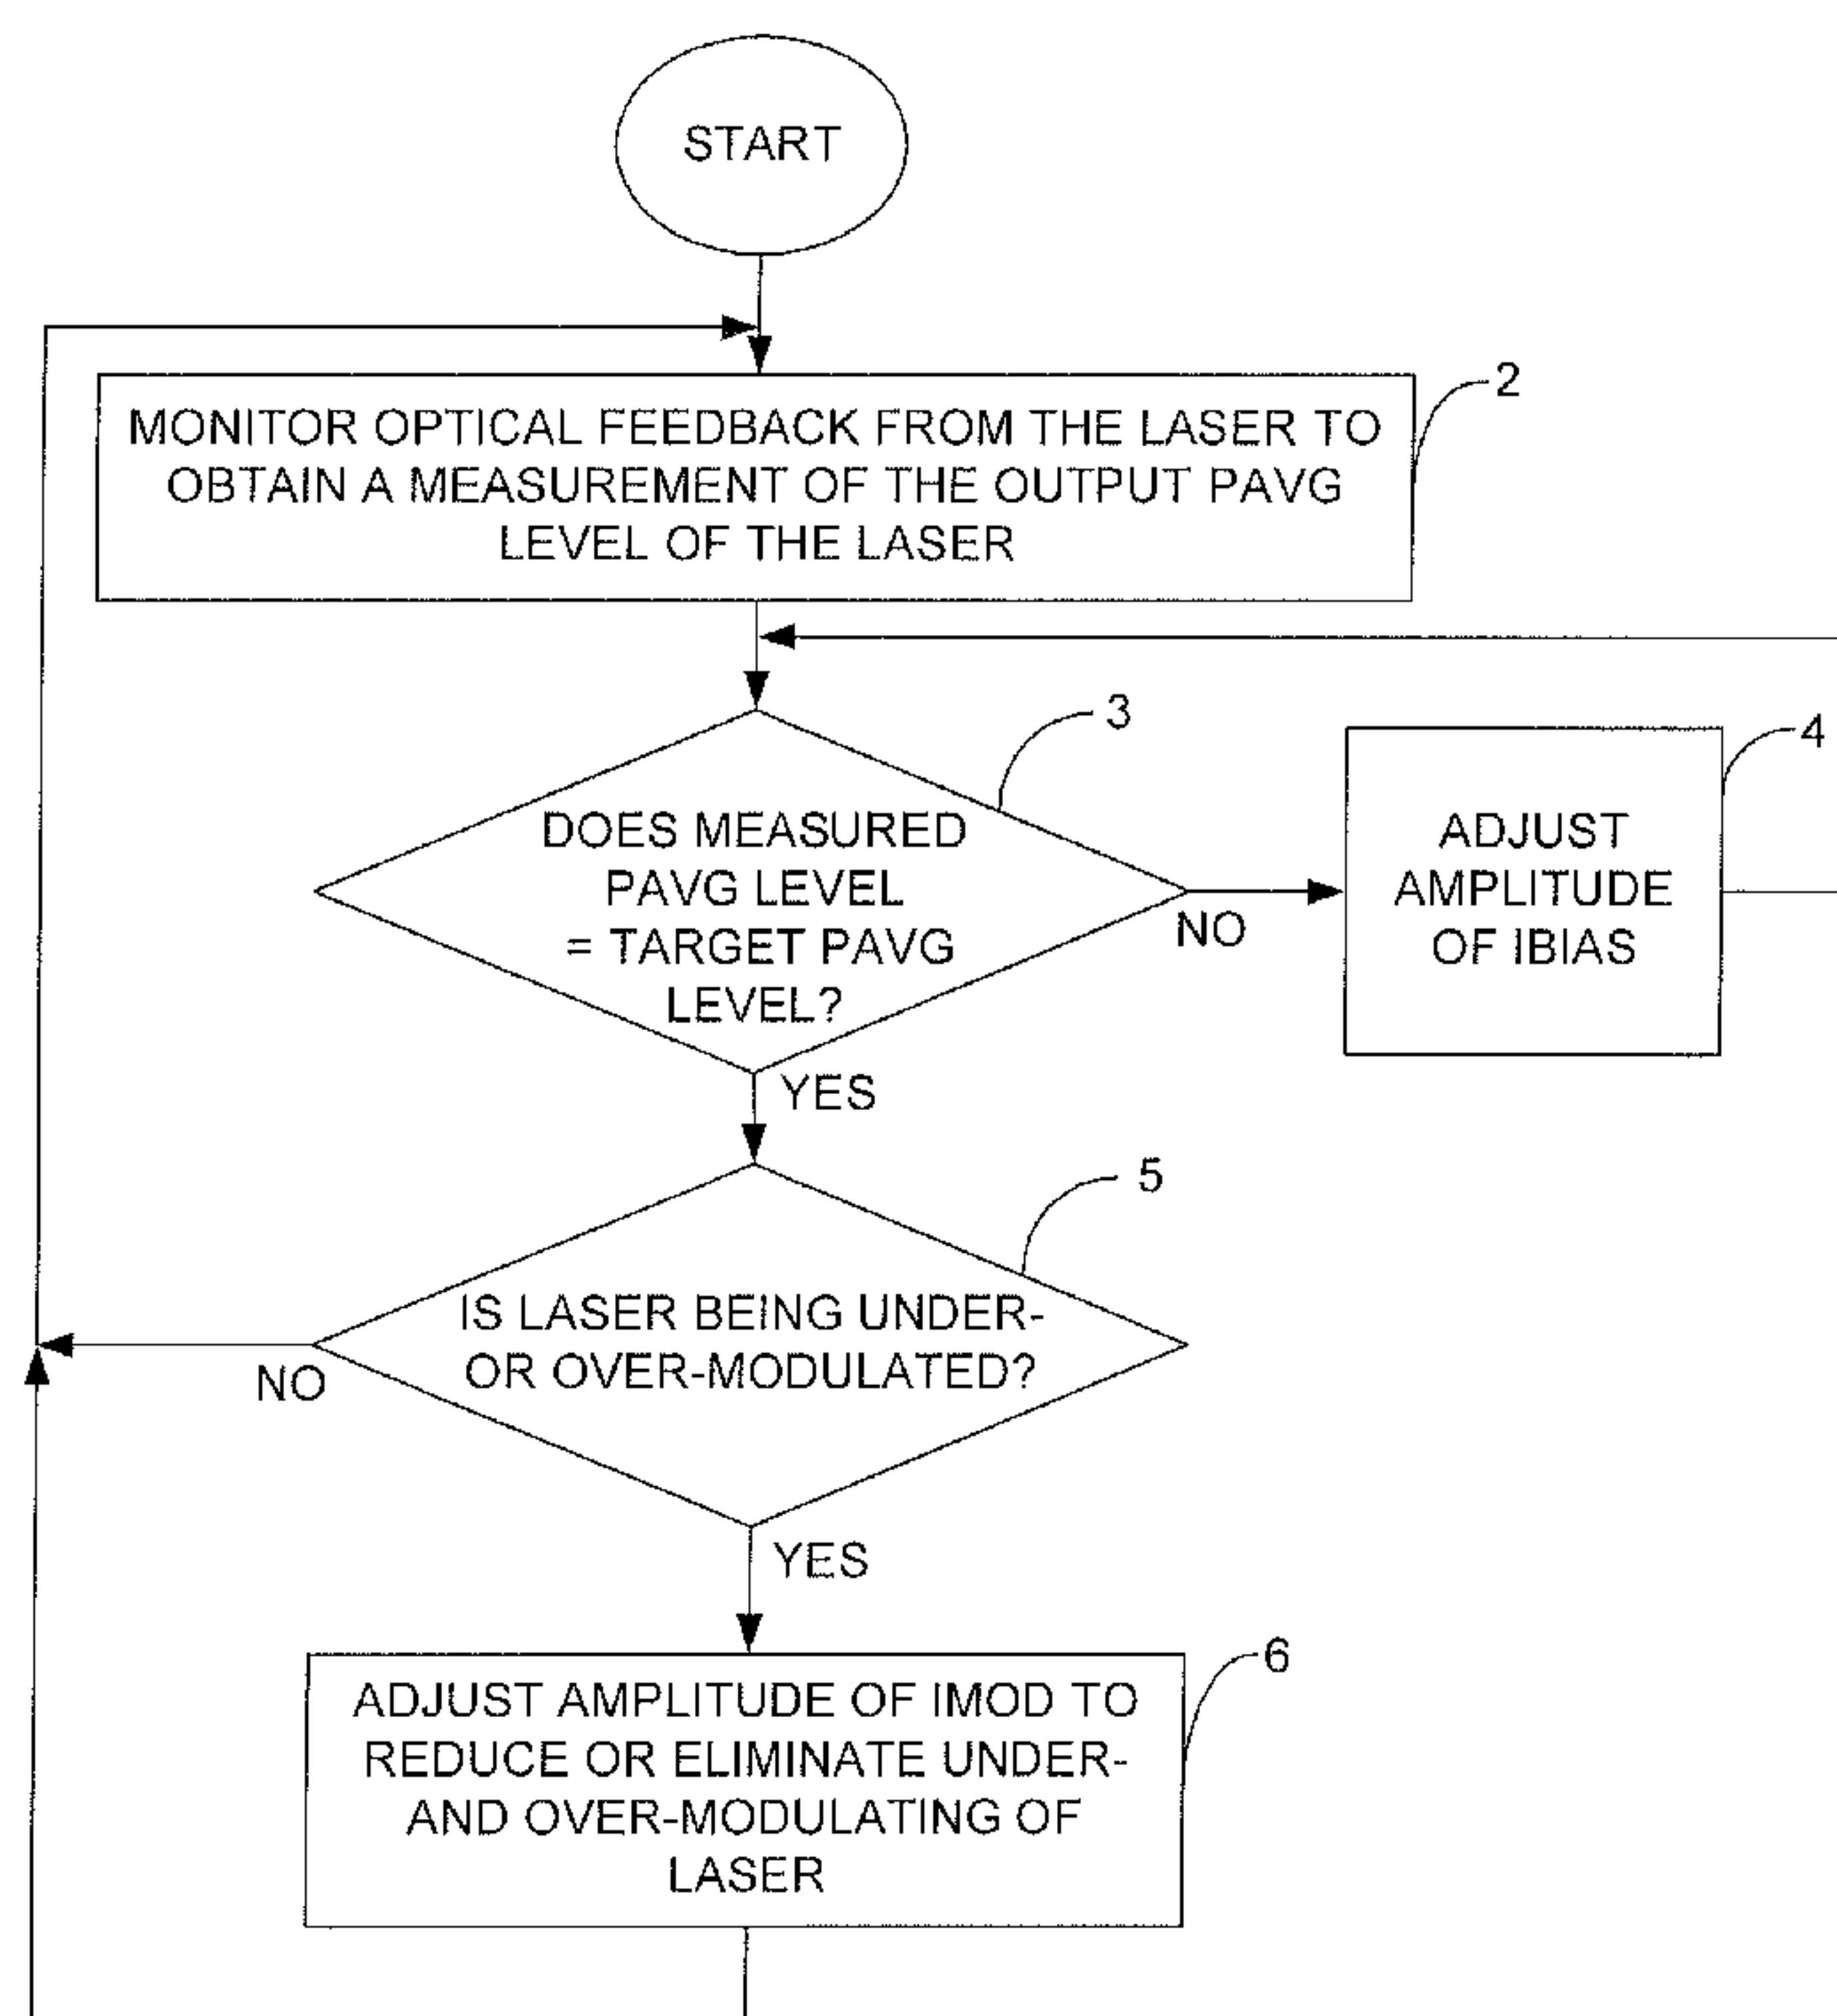 START
2
MONITOR OPTICAL FEEDBACK FROM THE LASER TO
OBTAIN A MEASUREMENT OF THE OUTPUT PAVG
LEVEL OF THE LASER
3
DOES MEASURED
PAVG LEVEL
= TARGET PAVG
LEVEL?
NO
4
ADJUST
AMPLITUDE
OF IBIAS
YES
5
IS LASER BEING UNDER-
OR OVER-MODULATED?
NO
YES
6
ADJUST AMPLITUDE OF IMOD TO
REDUCE OR ELIMINATE UNDER-
AND OVER-MODULATING OF
LASER